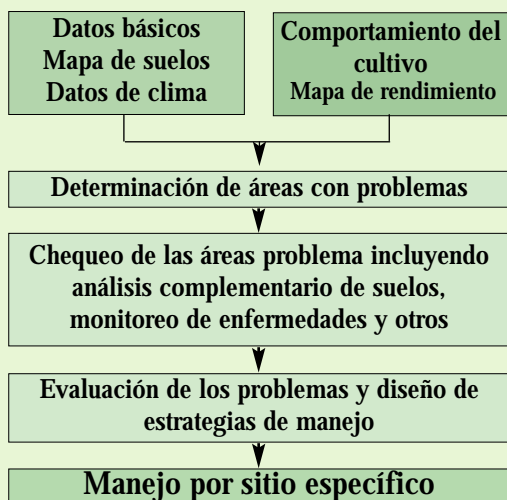 Datos básicos
Mapa de suelos
Datos de clima
Comportamiento del
cultivo
Mapa de rendimiento
Determinación de áreas con problemas
Chequeo de las áreas problema incluyendo
análisis complementario de suelos,
monitoreo de enfermedades y otros
Evaluación de los problemas y diseño de
estrategias de manejo
Manejo por sitio específico